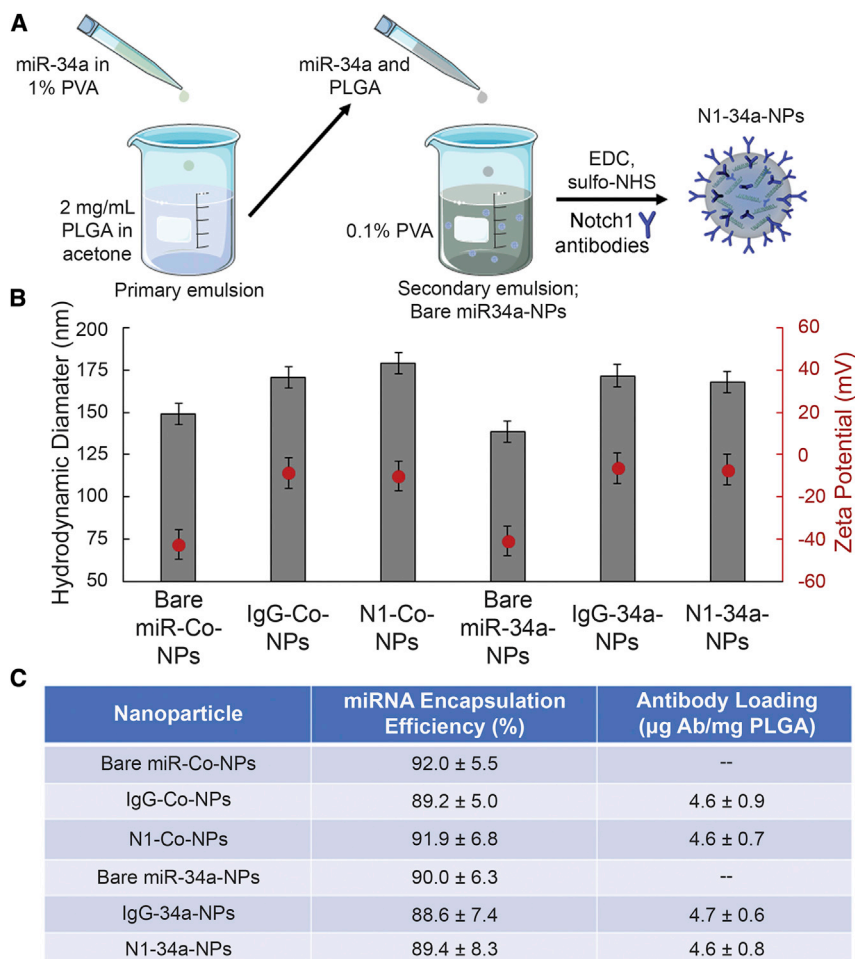 A
miR-34a in
1% PVA
miR-34a and
PLGA
N1-34a-NPs
2 mg/mL
PLGA in
acetone
0.1% PVA
EDC,
sulfo-NHS
Notch1
antibodies
Primary emulsion
Secondary emulsion;
Bare miR34a-NPs
B
Hydrodynamic Diamater (nm)
200
175
150
125
100
75
50
60
40
20
0
-20
-40
-60
Zeta Potential (mV)
Bare
miR-Co-
NPs
IgG-Co-
NPs
N1-Co-
NPs
Bare
miR-34a-
NPs
IgG-34a-
NPs
N1-34a-
NPs
C
Nanoparticle miRNA Encapsulation Efficiency (%) Antibody Loading (µg Ab/mg PLGA)
Bare miR-Co-NPs 92.0 ± 5.5 --
IgG-Co-NPs 89.2 ± 5.0 4.6 ± 0.9
N1-Co-NPs 91.9 ± 6.8 4.6 ± 0.7
Bare miR-34a-NPs 90.0 ± 6.3 --
IgG-34a-NPs 88.6 ± 7.4 4.7 ± 0.6
N1-34a-NPs 89.4 ± 8.3 4.6 ± 0.8